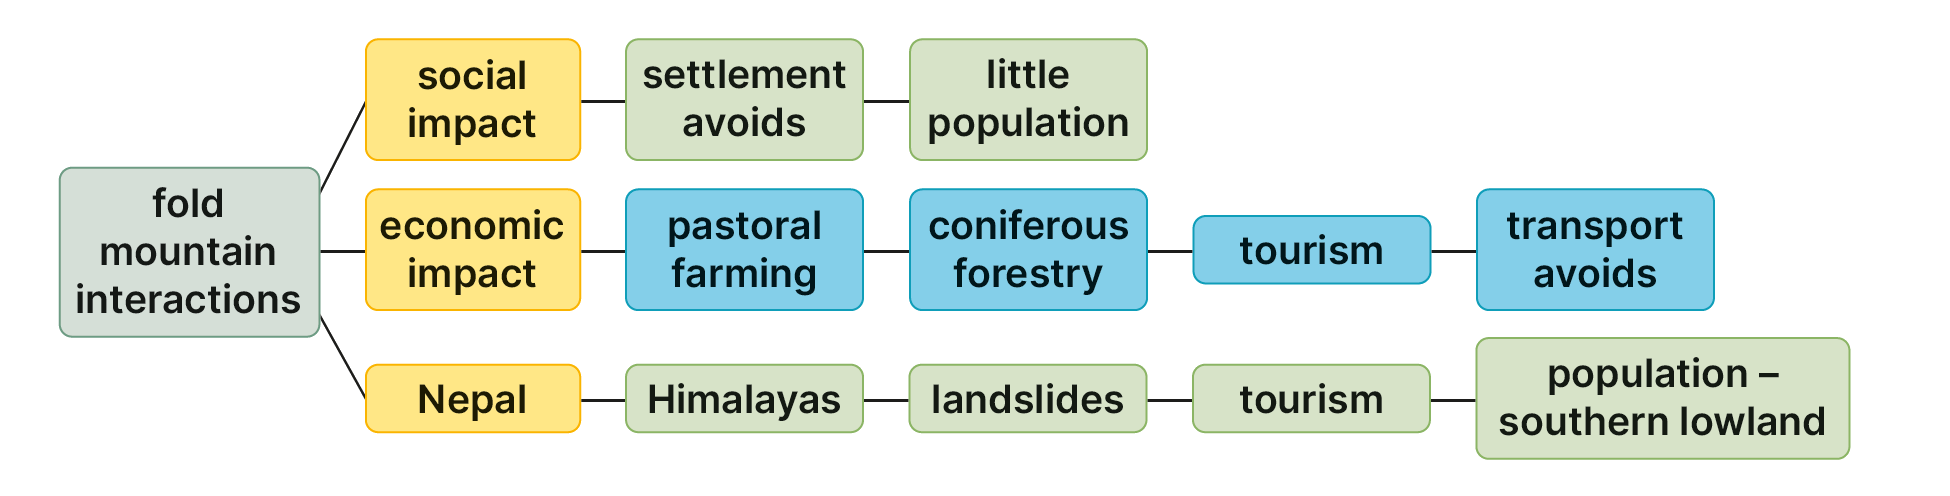 fold
mountain
interactions
social
impact
settlement
avoids
little
population
economic
impact
pastoral
farming
coniferous
forestry
tourism
transport
avoids
Nepal
Himalayas
landslides
tourism
population –
southern lowland